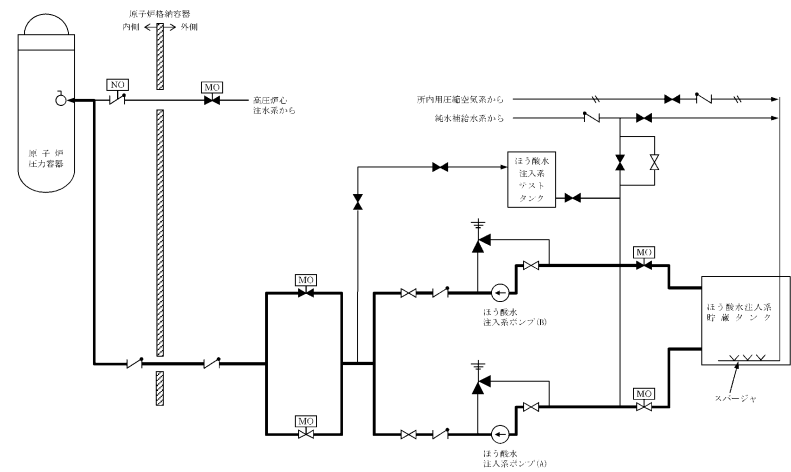 原子炉格納容器
内側 外側
NO
MO
高圧炉心
注水系から
所内用圧縮空気系から
純水補給水系から
原子炉
圧力容器
ほう酸水
注入系
テスト
タンク
MO
MO
ほう酸水注入系
貯蔵タンク
ほう酸水
注入系ポンプ(B)
スパージャ
MO
MO
ほう酸水
注入系ポンプ(A)